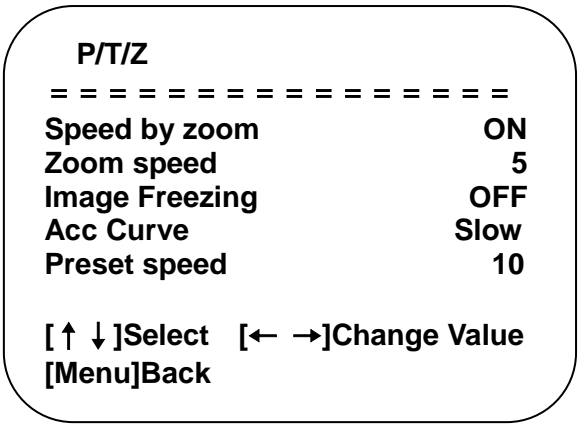 P/T/Z
= = = = = = = = = = = = = = = =
Speed by zoom ON
Zoom speed 5
Image Freezing OFF
Acc Curve Slow
Preset speed 10
[↑ ↓]Select [← →]Change Value
[Menu]Back